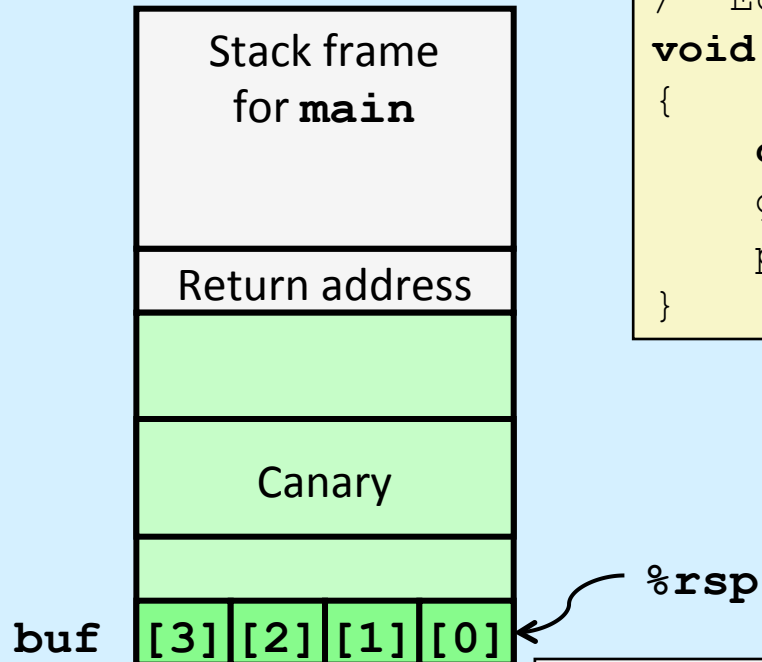 Stack frame
for main
Return address
Canary
buf [3] [2] [1] [0]
%rsp
void
{
}